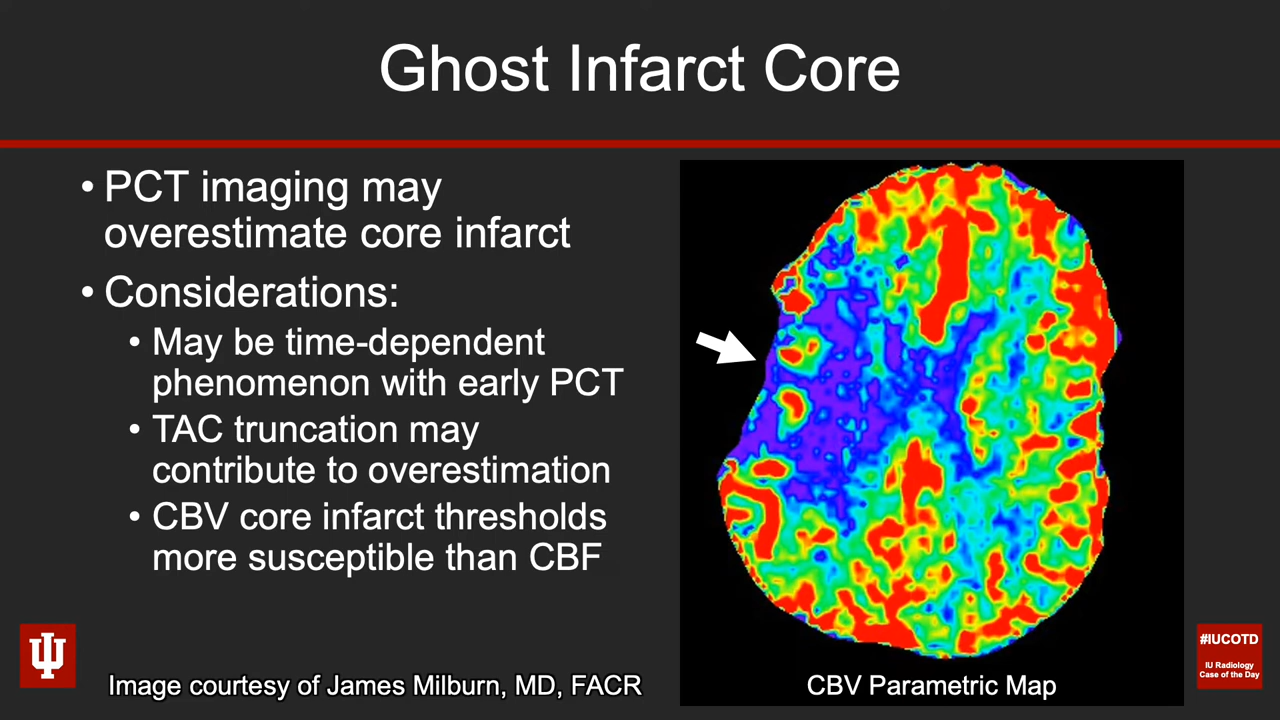 Ghost Infarct Core
• PCT imaging may
overestimate core infarct
• Considerations:
• May be time-dependent
phenomenon with early PCT
• TAC truncation may
contribute to overestimation
• CBV core infarct thresholds
more susceptible than CBF
Image courtesy of James Milburn, MD, FACR
CBV Parametric Map
#IUCOTD
IU Radiology
Case of the Day